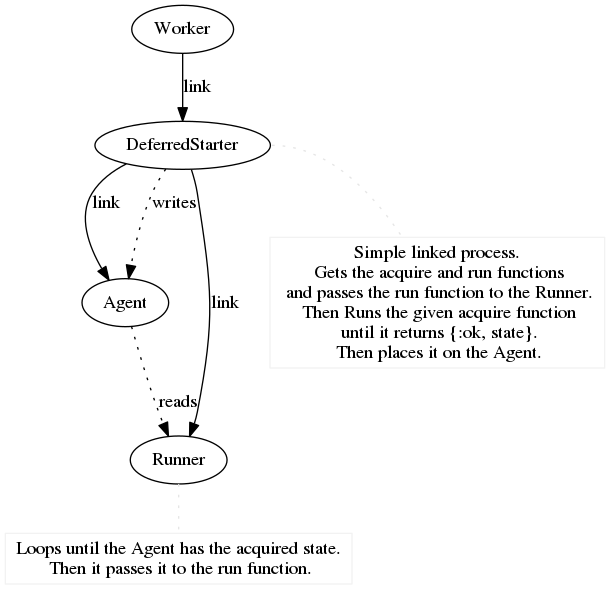 Worker
link
DeferredStarter
link
writes
Simple linked process.
Gets the acquire and run functions
and passes the run function to the Runner.
Then Runs the given acquire function
until it returns {:ok, state}.
Then places it on the Agent.
Agent
link
reads
Runner
Loops until the Agent has the acquired state.
Then it passes it to the run function.